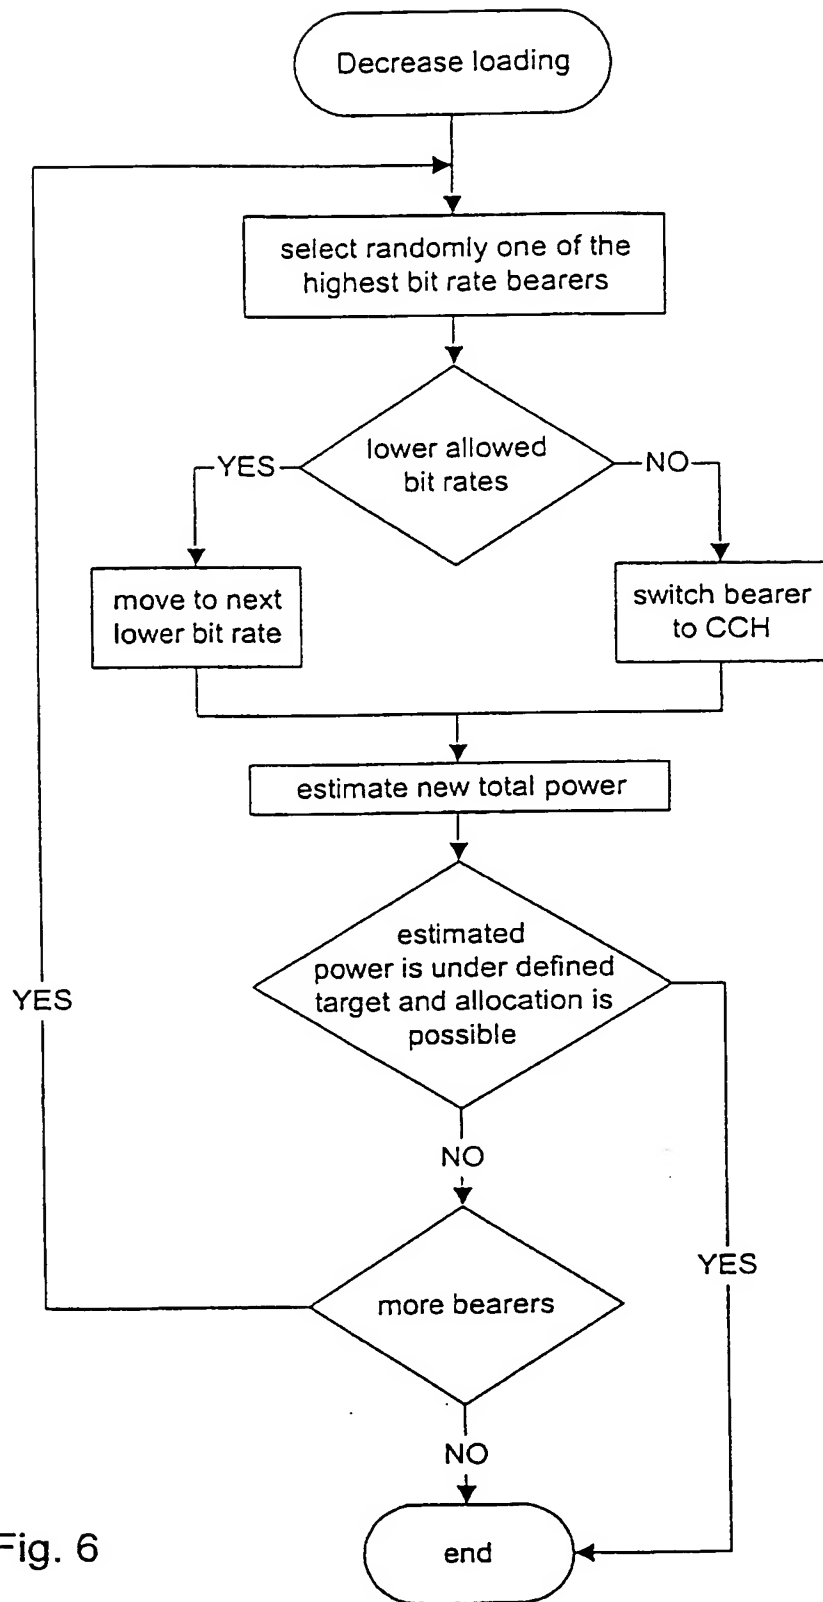 Decrease loading
select randomly one of the
highest bit rate bearers
lower allowed
bit rates
YES
NO
move to next
lower bit rate
switch bearer
to CCH
estimate new total power
estimated
power is under defined
target and allocation is
possible
YES
NO
YES
more bearers
NO
end
Fig. 6